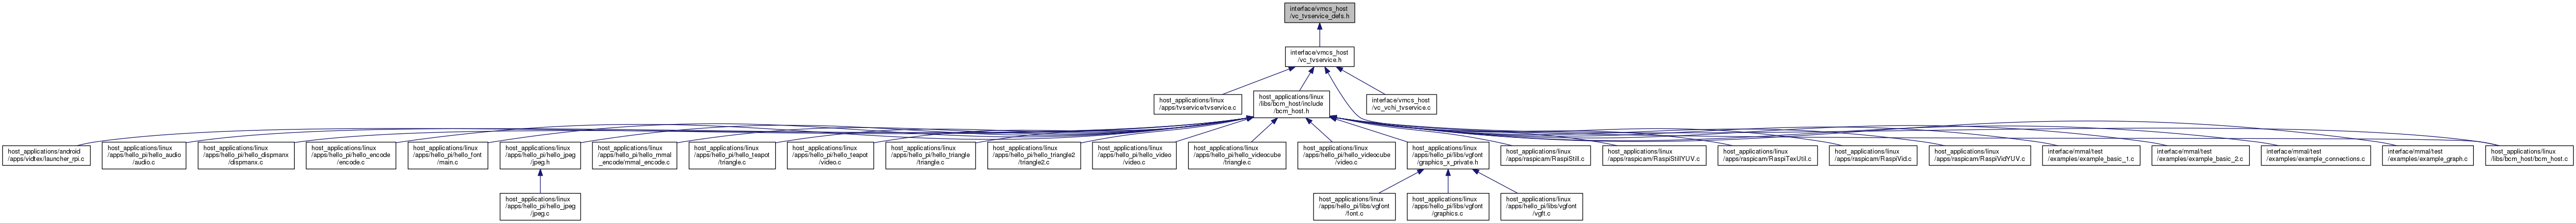 interface/vmcs_host
/vc_tvservice_defs.h
interface/vmcs_host
/vc_tvservice.h
host_applications/linux
/apps/tvservice/tvservice.c
host_applications/linux
/libs/bcm_host/include
/bcm_host.h
interface/vmcs_host
/vc_vchi_tvservice.c
host_applications/android
/apps/vidtex/launcher_rpi.c
host_applications/linux
/apps/hello_pi/hello_audio
/audio.c
host_applications/linux
/apps/hello_pi/hello_dispmanx
/dispmanx.c
host_applications/linux
/apps/hello_pi/hello_encode
/encode.c
host_applications/linux
/apps/hello_pi/hello_font
/main.c
host_applications/linux
/apps/hello_pi/hello_jpeg
/jpeg.h
host_applications/linux
/apps/hello_pi/hello_mmal
_encode/mmal_encode.c
host_applications/linux
/apps/hello_pi/hello_teapot
/triangle.c
host_applications/linux
/apps/hello_pi/hello_teapot
/video.c
host_applications/linux
/apps/hello_pi/hello_triangle
/triangle.c
host_applications/linux
/apps/hello_pi/hello_triangle2
/triangle2.c
host_applications/linux
/apps/hello_pi/hello_video
/video.c
host_applications/linux
/apps/hello_pi/hello_videocube
/triangle.c
host_applications/linux
/apps/hello_pi/hello_videocube
/video.c
host_applications/linux
/apps/hello_pi/libs/vgfont
/graphics_x_private.h
host_applications/linux
/apps/raspicam/RaspiStill.c
host_applications/linux
/apps/raspicam/RaspiStillYUV.c
host_applications/linux
/apps/raspicam/RaspiTexUtil.c
host_applications/linux
/apps/raspicam/RaspiVid.c
host_applications/linux
/apps/raspicam/RaspiVidYUV.c
interface/mmal/test
/examples/example_basic_1.c
interface/mmal/test
/examples/example_basic_2.c
interface/mmal/test
/examples/example_connections.c
interface/mmal/test
/examples/example_graph.c
host_applications/linux
/libs/bcm_host/bcm_host.c
host_applications/linux
/apps/hello_pi/hello_jpeg
/jpeg.c
host_applications/linux
/apps/hello_pi/libs/vgfont
/font.c
host_applications/linux
/apps/hello_pi/libs/vgfont
/graphics.c
host_applications/linux
/apps/hello_pi/libs/vgfont
/vgft.c